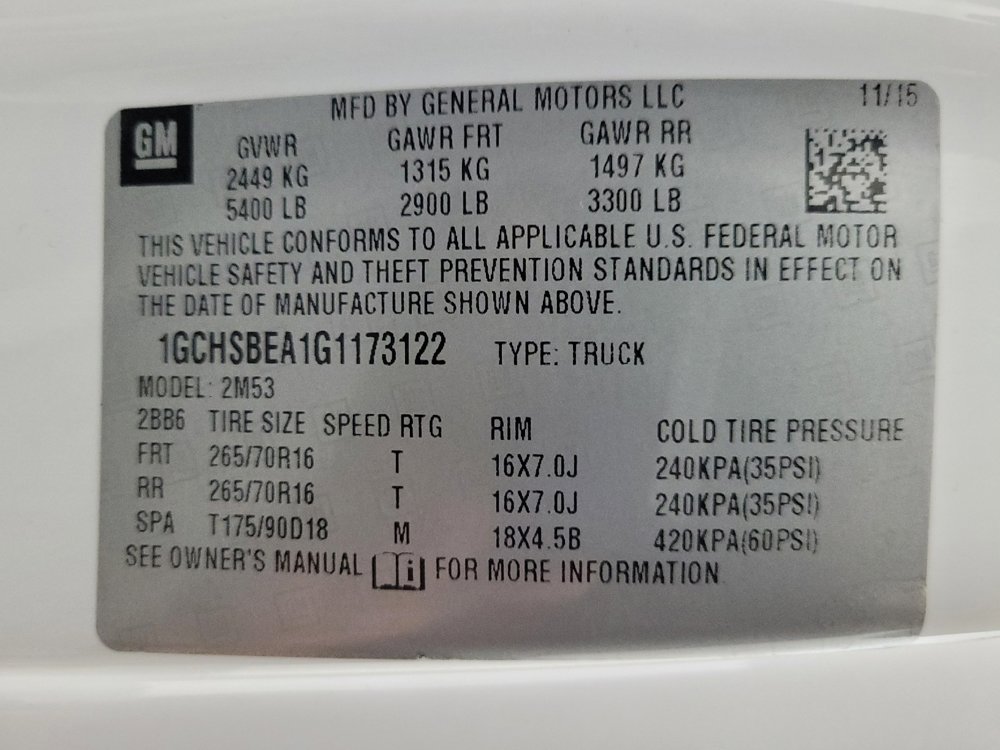 GM
MFD BY GENERAL MOTORS LLC 11/15
GVWR GAWR FRT GAWR RR
2449 KG 1315 KG 1497 KG
5400 LB 2900 LB 3300 LB
THIS VEHICLE CONFORMS TO ALL APPLICABLE U.S. FEDERAL MOTOR
VEHICLE SAFETY AND THEFT PREVENTION STANDARDS IN EFFECT ON
THE DATE OF MANUFACTURE SHOWN ABOVE.
1GCHSBEA1G1173122 TYPE: TRUCK
MODEL: 2M53
2BB6 TIRE SIZE SPEED RTG RIM COLD TIRE PRESSURE
FRT 265/70R16 T 16X7.0J 240KPA(35PSI)
RR 265/70R16 T 16X7.0J 240KPA(35PSI)
SPA T175/90D18 M 18X4.5B 420KPA(60PSI)
SEE OWNER'S MANUAL i FOR MORE INFORMATION